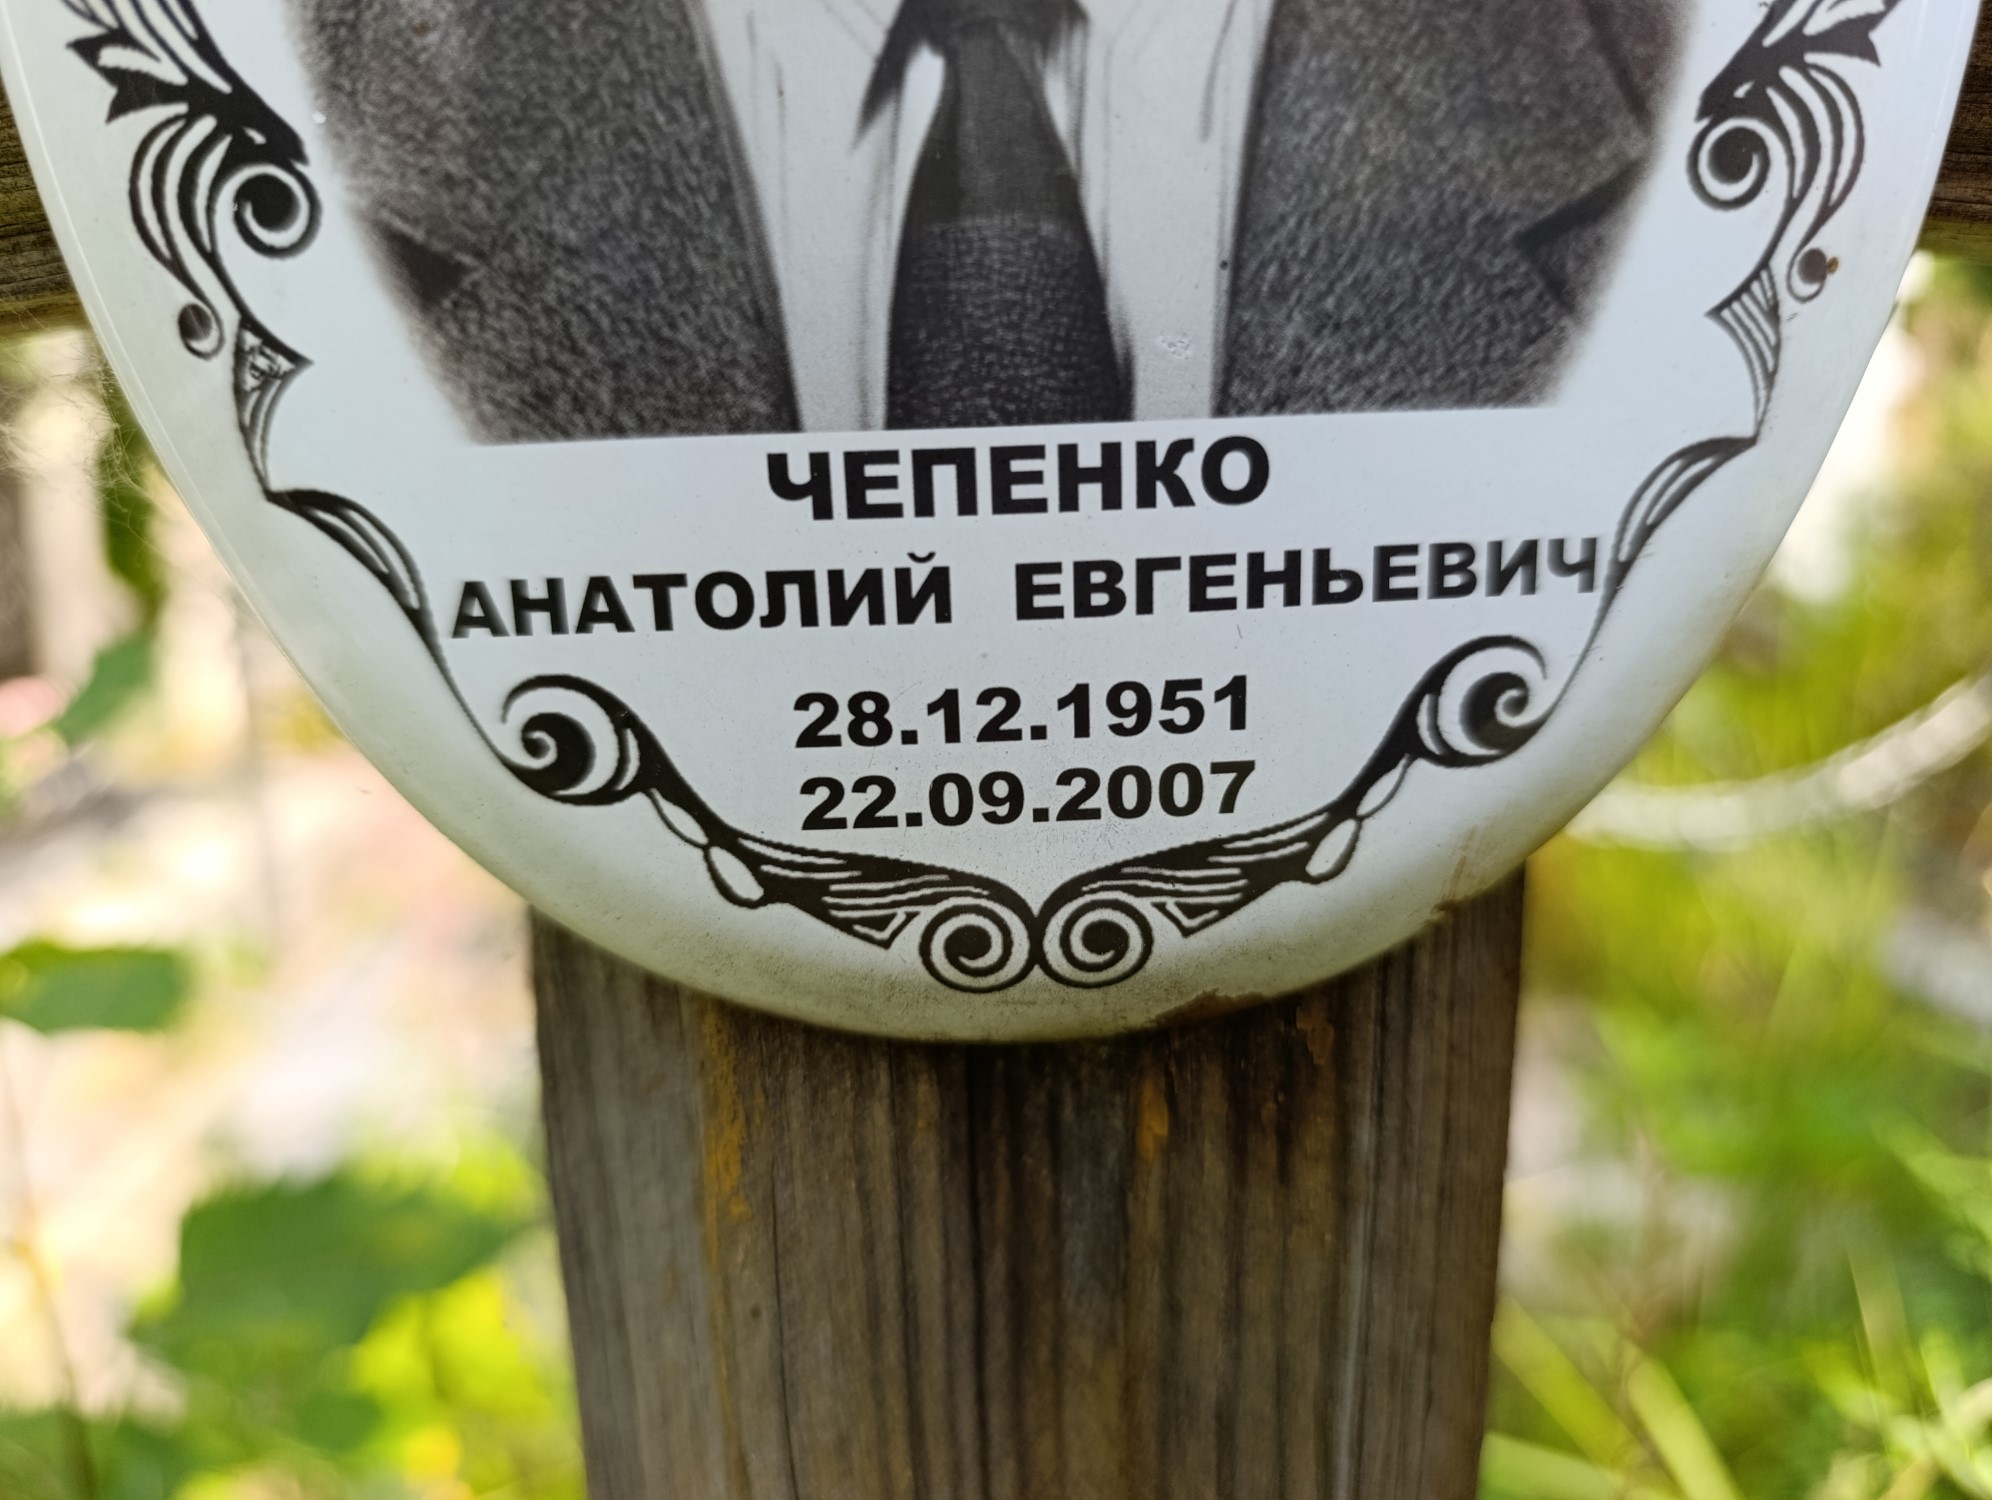 ЧЕПЕНКО
АНАТОЛИЙ ЕВГЕНЬЕВИЧ
28.12.1951
22.09.2007